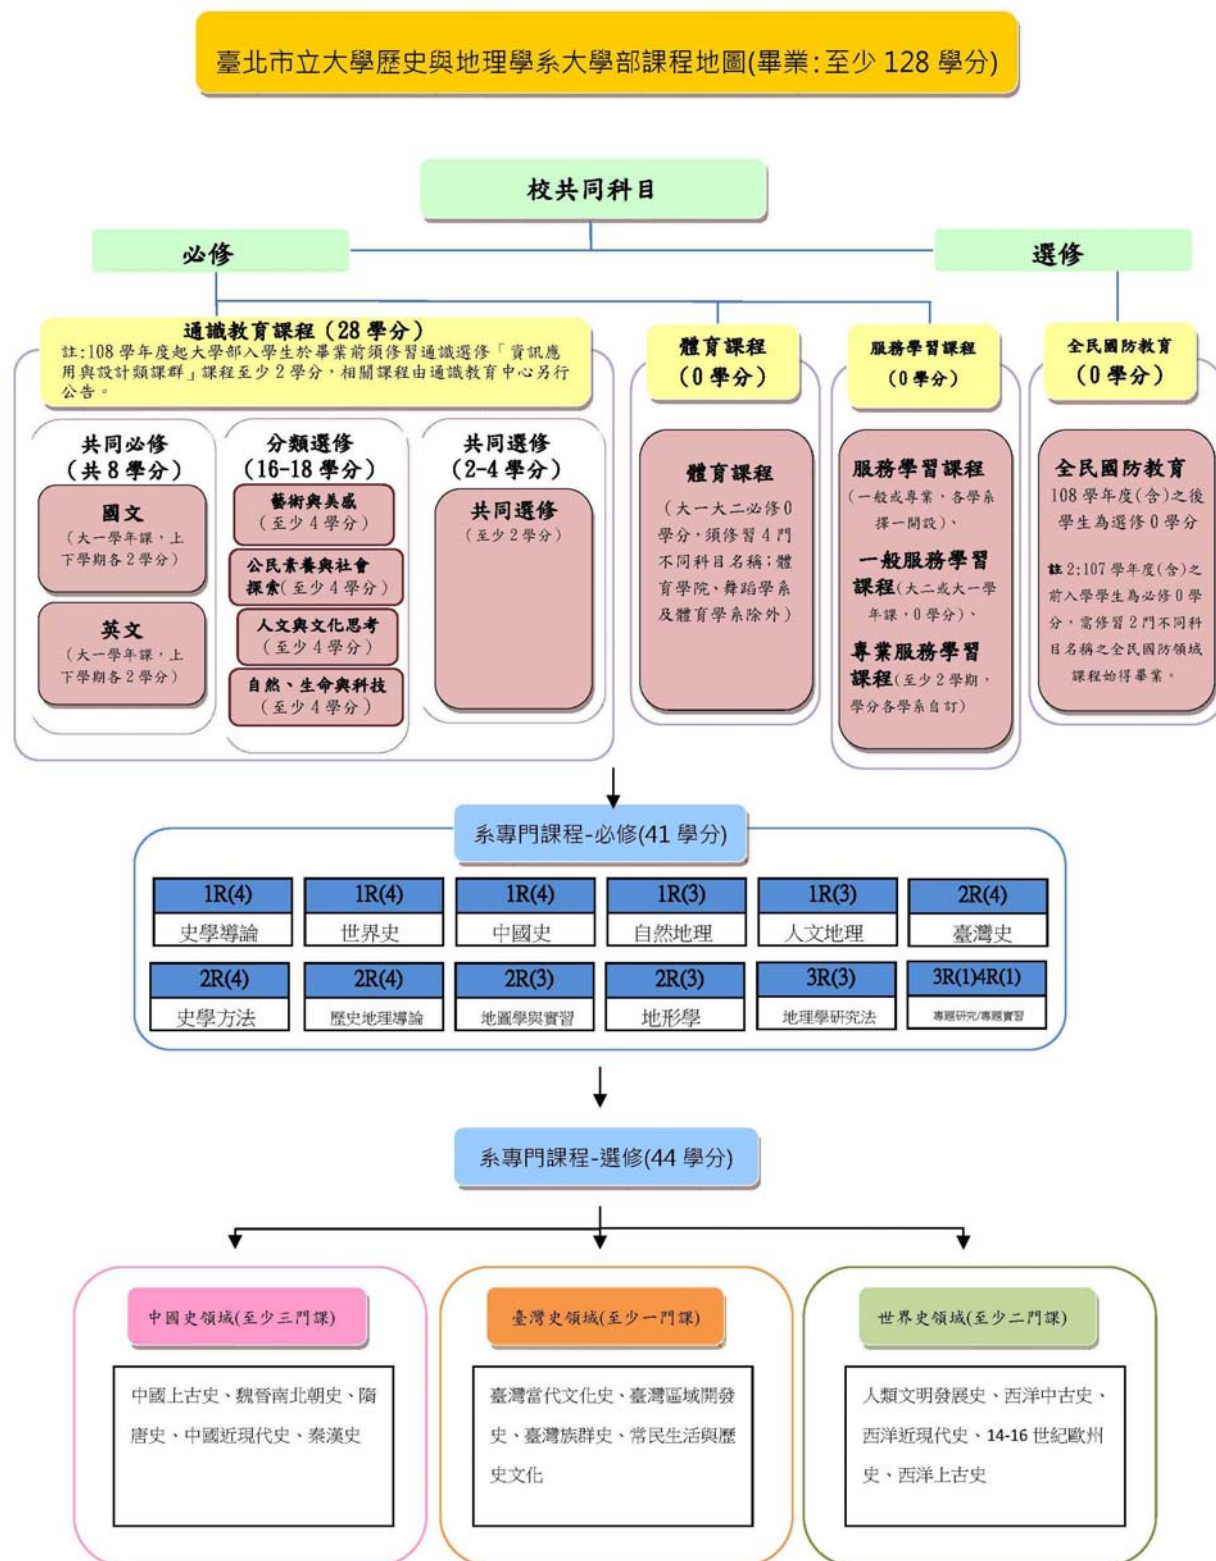 臺北市立大學歷史與地理學系大學部課程地圖(畢業:至少 128 學分)
校共同科目
必修
選修
通識教育課程（28 學分）
註:108 學年度起大學部入學生於畢業前須修習通識選修「資訊應
用與設計類課群」課程至少 2 學分，相關課程由通識教育中心另行
公告。
共同必修
（共 8 學分）
國文
（大一學年課，上
下學期各 2 學分）
英文
（大一學年課，上
下學期各 2 學分）
分類選修
（16-18 學分）
藝術與美感
（至少 4 學分）
公民素養與社會
探索(至少 4 學分）
人文與文化思考
（至少 4 學分）
自然、生命與科技
（至少 4 學分）
共同選修
（2-4 學分）
共同選修
（至少 2 學分）
體育課程
（0 學分）
體育課程
（大一大二必修 0
學分，須修習 4 門
不同科目名稱；體
育學院、舞蹈學系
及體育學系除外）
服務學習課程
（0 學分）
服務學習課程
（一般或專業，各學系
擇一開設）、
一般服務學習
課程(大二或大一學
年課，0 學分)、
專業服務學習
課程(至少 2 學期，
學分各學系自訂)
全民國防教育
（0 學分）
全民國防教育
108 學年度(含)之後
學生為選修 0 學分
註 2:107 學年度(含)之
前入學學生為必修 0 學
分，需修習 2 門不同科
目名稱之全民國防領域
課程始得畢業。
系專門課程-必修(41 學分)
1R(4) 1R(4) 1R(4) 1R(3) 1R(3) 2R(4)
史學導論 世界史 中國史 自然地理 人文地理 臺灣史
2R(4) 2R(4) 2R(3) 2R(3) 3R(3) 3R(1)4R(1)
史學方法 歷史地理導論 地圖學與實習 地形學 地理學研究法 專題研究/專題實習
系專門課程-選修(44 學分)
中國史領域(至少三門課)
中國上古史、魏晉南北朝史、隋
唐史、中國近現代史、秦漢史
臺灣史領域(至少一門課)
臺灣當代文化史、臺灣區域開發
史、臺灣族群史、常民生活與歷
史文化
世界史領域(至少二門課)
人類文明發展史、西洋中古史、
西洋近現代史、14-16 世紀歐州
史、西洋上古史